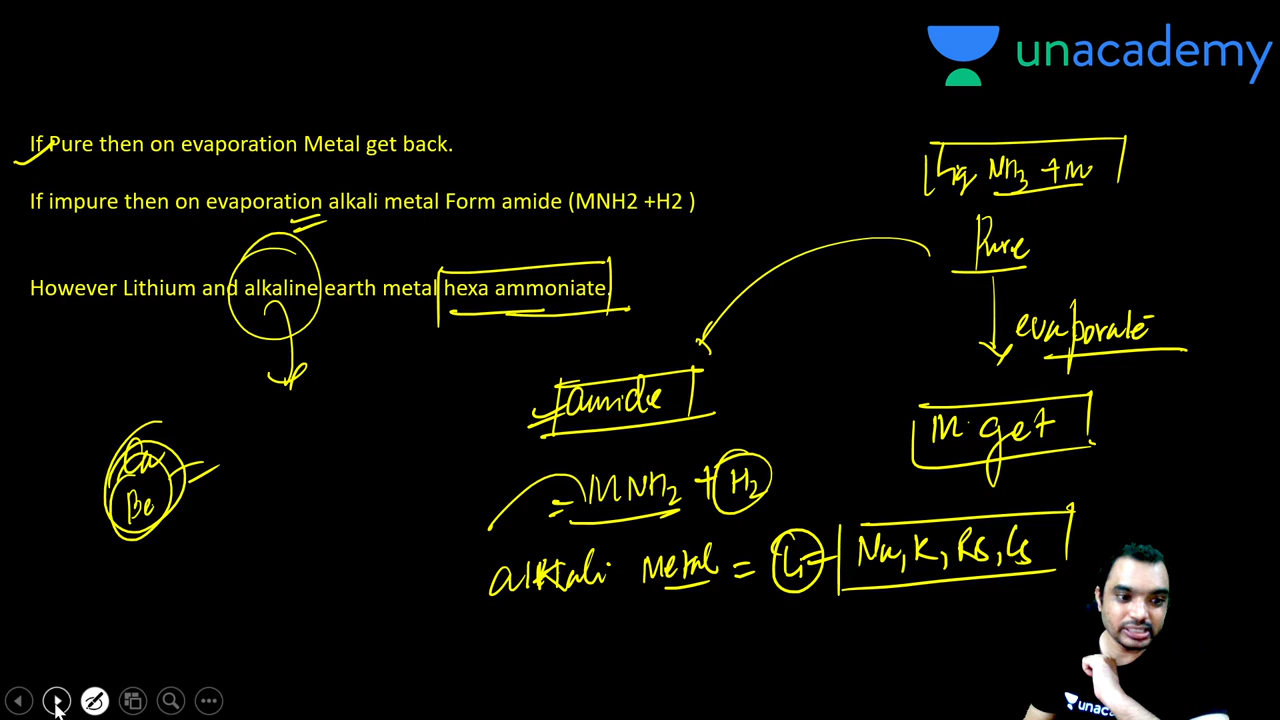 unacademy
If Pure then on evaporation Metal get back.
If impure then on evaporation alkali metal Form amide (MNH2 +H2 )
However Lithium and alkaline earth metal hexa ammoniate.
Liq NH3 + M
Pure
evaporate
M get
amide
= MNH2 + H2
alkali Metal = Li Na, K, Rb, Cs
Be
unac